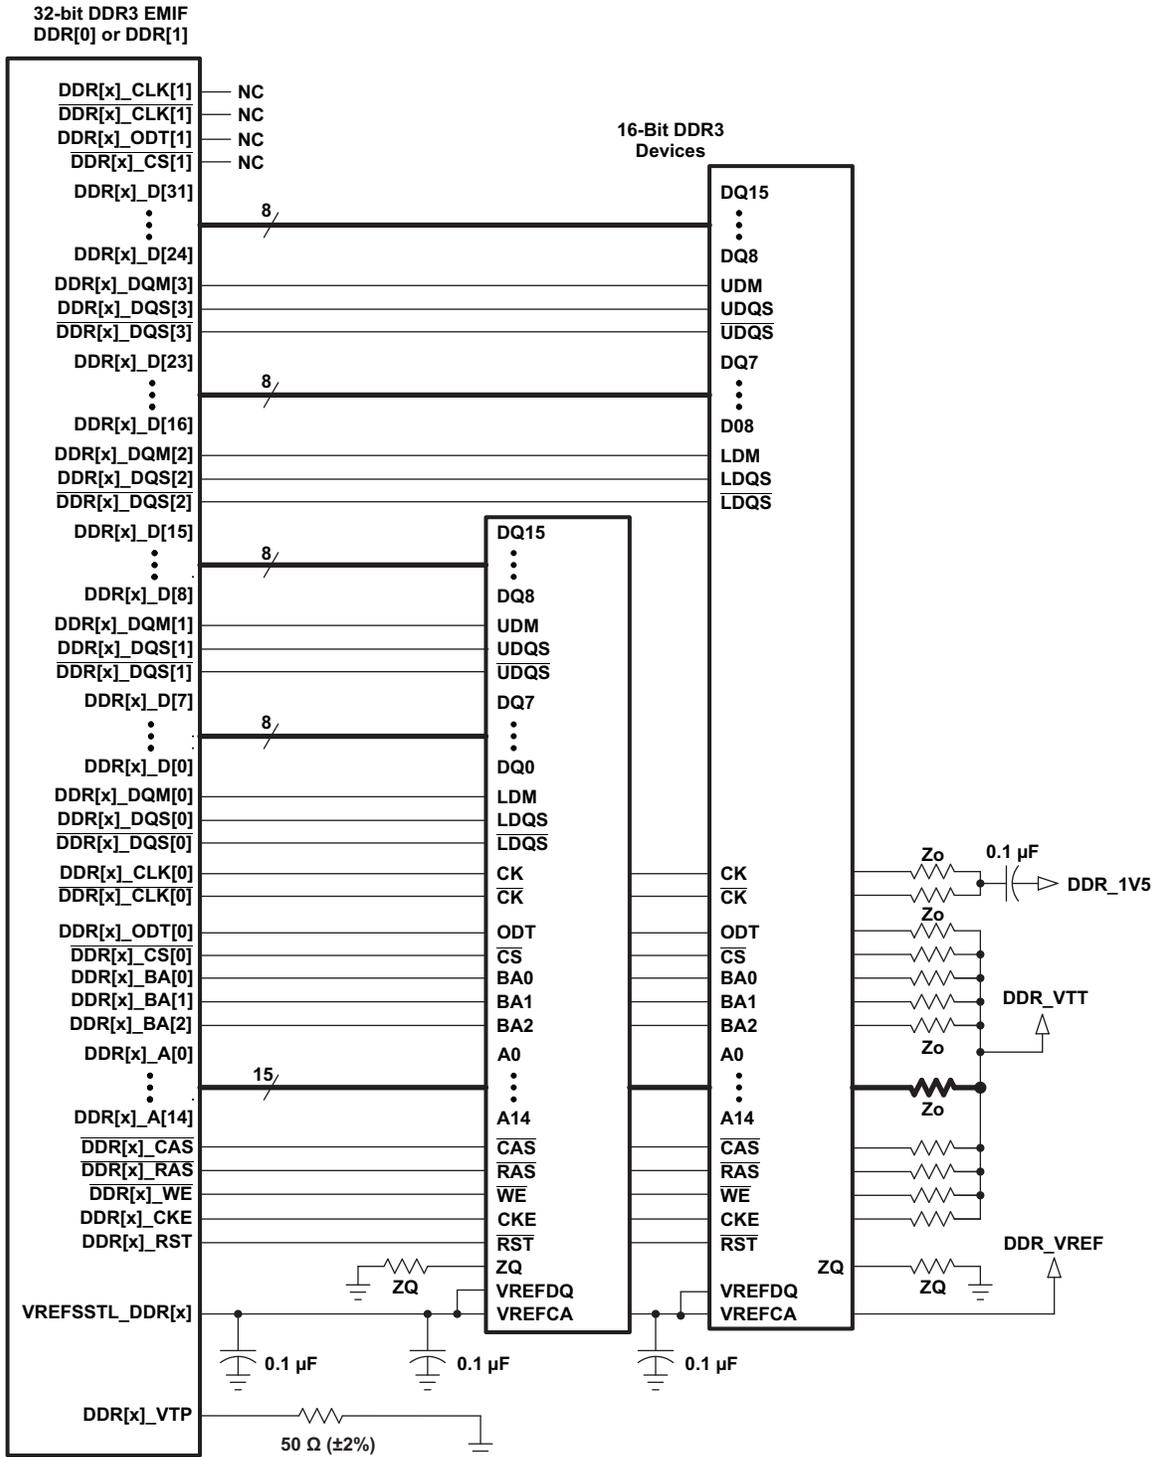 32-bit DDR3 EMIF
DDR[0] or DDR[1]
DDR[x]_CLK[1]
NC
DDR[x]_CLK[1]
NC
DDR[x]_ODT[1]
NC
DDR[x]_CS[1]
NC
16-Bit DDR3
Devices
DDR[x]_D[31]
8
DQ15
DDR[x]_D[24]
DQ8
DDR[x]_DQM[3]
UDM
DDR[x]_DQS[3]
UDQS
DDR[x]_DQS[3]
UDQS
DDR[x]_D[23]
8
DQ7
DDR[x]_D[16]
D08
DDR[x]_DQM[2]
LDM
DDR[x]_DQS[2]
LDQS
DDR[x]_DQS[2]
LDQS
DDR[x]_D[15]
8
DQ15
DDR[x]_D[8]
DQ8
DDR[x]_DQM[1]
UDM
DDR[x]_DQS[1]
UDQS
DDR[x]_DQS[1]
UDQS
DDR[x]_D[7]
8
DQ7
DDR[x]_D[0]
DQ0
DDR[x]_DQM[0]
LDM
DDR[x]_DQS[0]
LDQS
DDR[x]_DQS[0]
LDQS
DDR[x]_CLK[0]
CK
CK
Zo
0.1 µF
DDR_1V5
DDR[x]_CLK[0]
CK
CK
Zo
DDR[x]_ODT[0]
ODT
ODT
DDR[x]_CS[0]
CS
CS
DDR[x]_BA[0]
BA0
BA0
DDR[x]_BA[1]
BA1
BA1
DDR_VTT
DDR[x]_BA[2]
BA2
BA2
Zo
DDR[x]_A[0]
15
A0
A0
Zo
DDR[x]_A[14]
A14
A14
DDR[x]_CAS
CAS
CAS
DDR[x]_RAS
RAS
RAS
DDR[x]_WE
WE
WE
DDR[x]_CKE
CKE
CKE
DDR[x]_RST
RST
RST
DDR_VREF
ZQ
ZQ
ZQ
ZQ
VREFDQ
VREFDQ
VREFSSTL_DDR[x]
VREFCA
VREFCA
0.1 µF
0.1 µF
0.1 µF
DDR[x]_VTP
50 Ω (±2%)